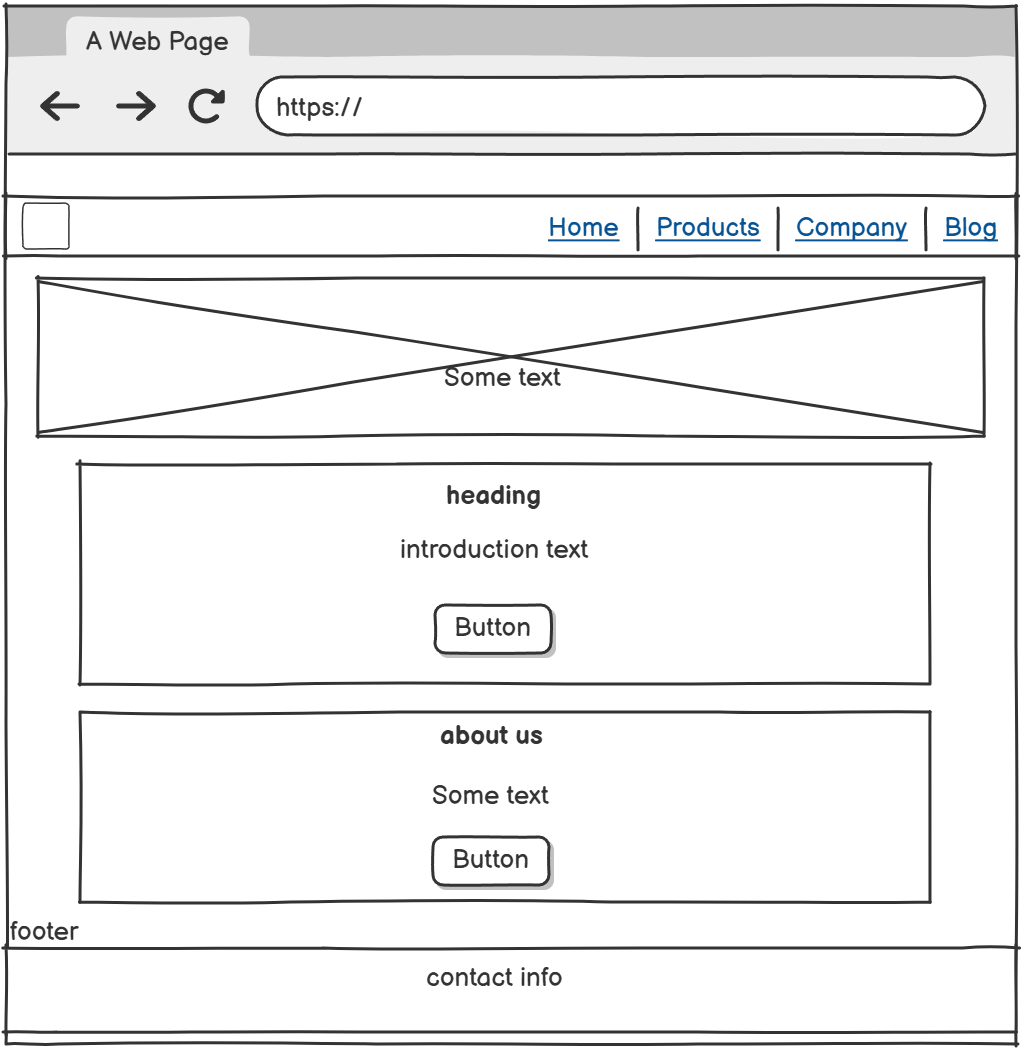 A Web Page
https://
Home Products Company Blog
Some text
heading
introduction text
Button
about us
Some text
Button
footer
contact info